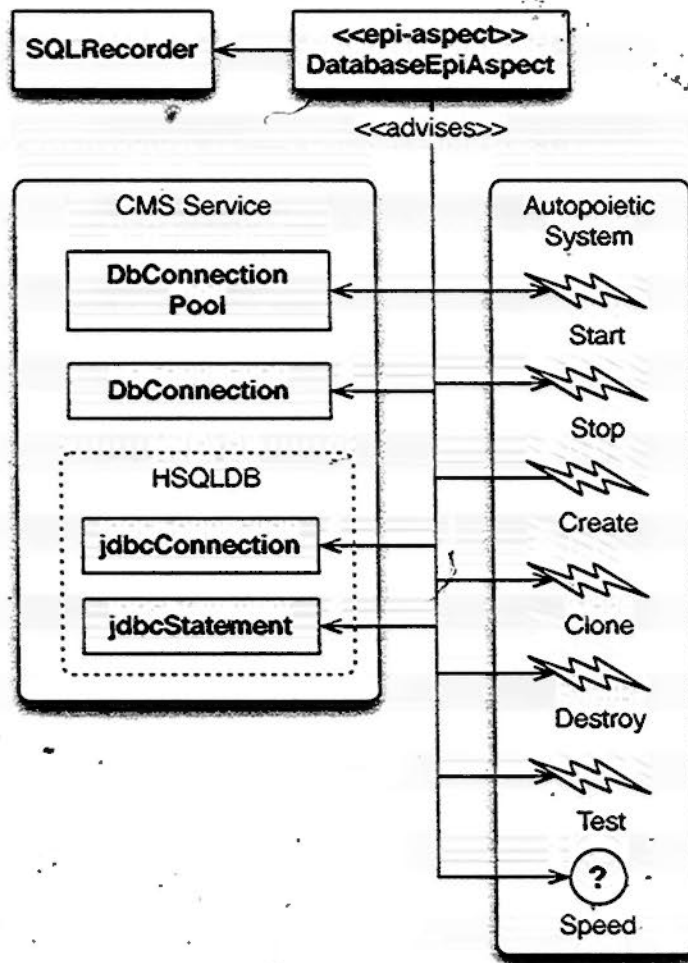 SQLRecorder
<<epi-aspect>>
DatabaseEpiAspect
<<advises>>
CMS Service
DbConnection
Pool
DbConnection
HSQLDB
jdbcConnection
jdbcStatement
Autopoietic
System
Start
Stop
Create
Clone
Destroy
Test
?
Speed